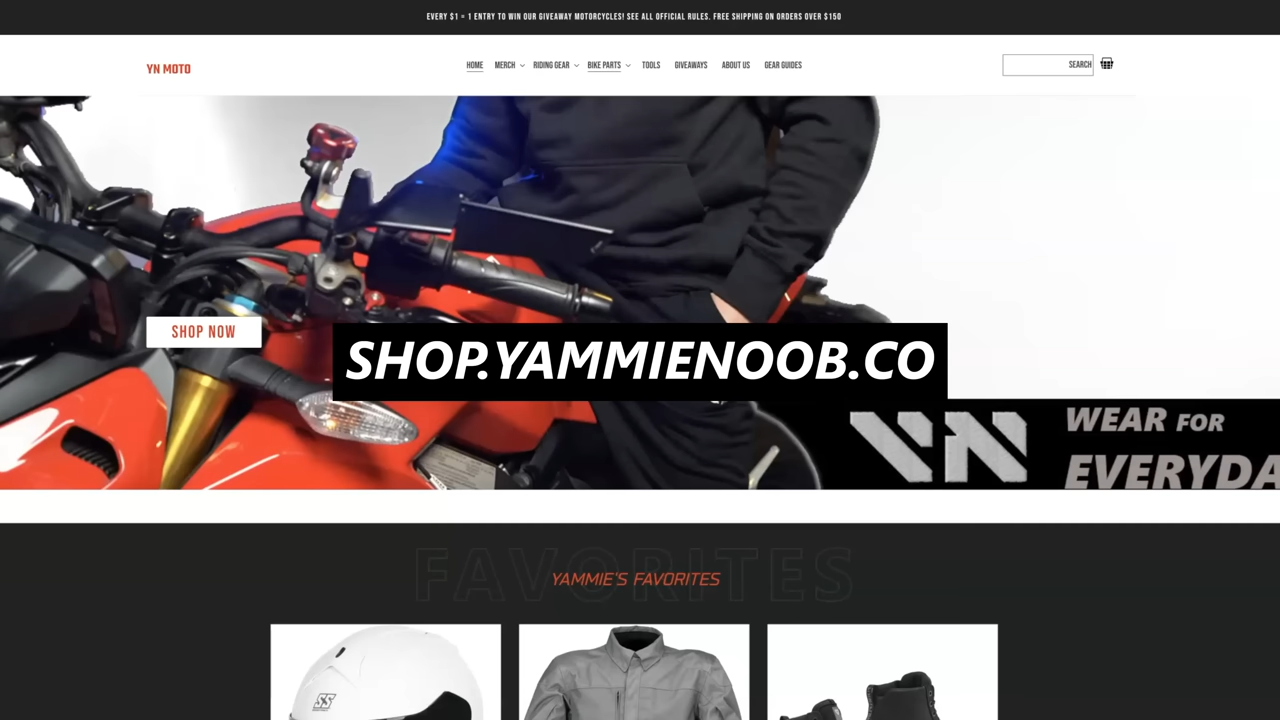 EVERY $1 = 1 ENTRY TO WIN OUR GIVEAWAY MOTORCYCLES! SEE ALL OFFICIAL RULES. FREE SHIPPING ON ORDERS OVER $150
YN MOTO
HOME MERCH RIDING GEAR BIKE PARTS TOOLS GIVEAWAYS ABOUT US GEAR GUIDES
SEARCH
SHOP NOW
SHOP.YAMMIENOOB.CO
YN
WEAR FOR
EVERYDA
FAVORITES
YAMMIE'S FAVORITES
SS